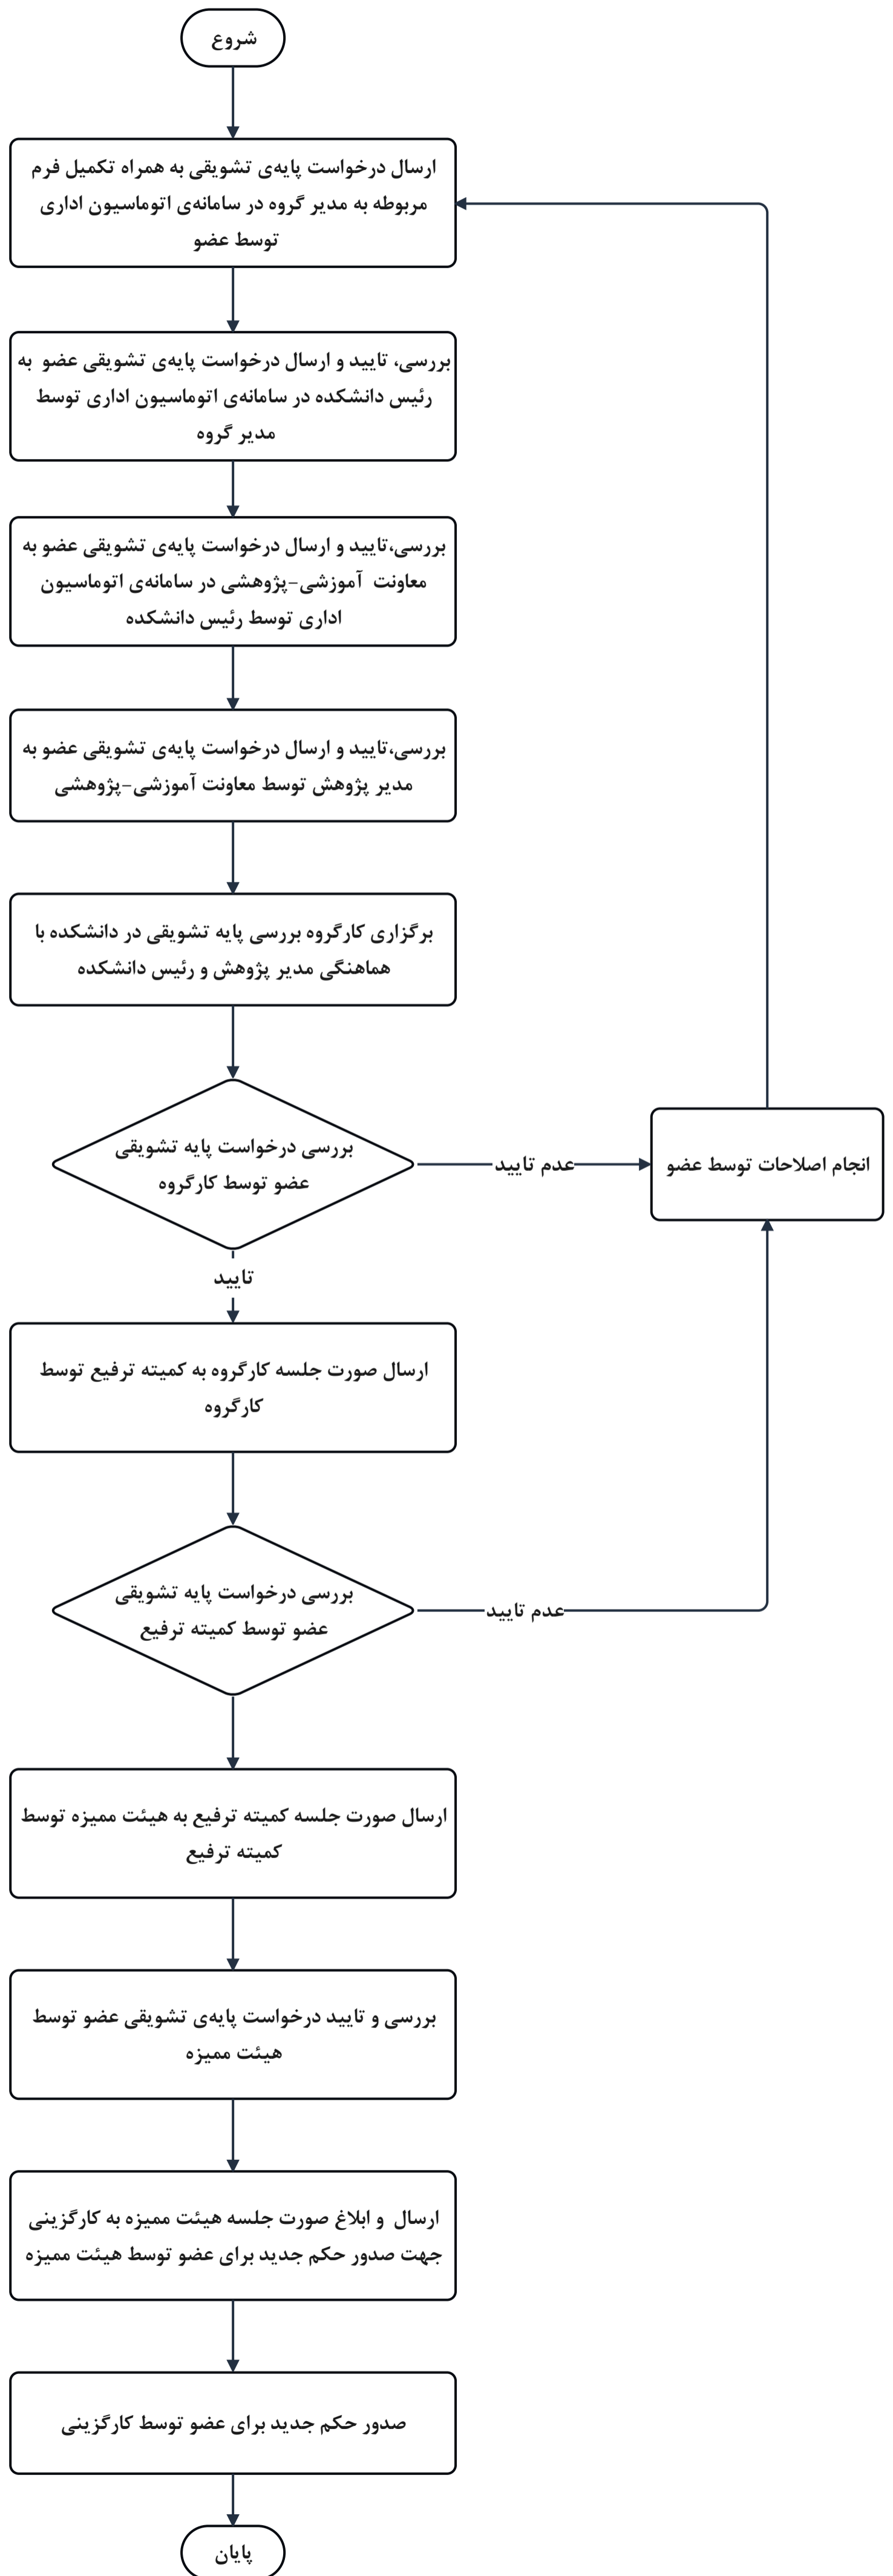 شروع
ارسال درخواست پایه‌ی تشویقی به همراه تکمیل فرم
مربوطه به مدیر گروه در سامانه‌ی اتوماسیون اداری
توسط عضو
بررسی، تایید و ارسال درخواست پایه‌ی تشویقی عضو به
رئیس دانشکده در سامانه‌ی اتوماسیون اداری توسط
مدیر گروه
بررسی،تایید و ارسال درخواست پایه‌ی تشویقی عضو به
معاونت آموزشی-پژوهشی در سامانه‌ی اتوماسیون
اداری توسط رئیس دانشکده
بررسی،تایید و ارسال درخواست پایه‌ی تشویقی عضو به
مدیر پژوهش توسط معاونت آموزشی-پژوهشی
برگزاری کارگروه بررسی پایه تشویقی در دانشکده با
هماهنگی مدیر پژوهش و رئیس دانشکده
بررسی درخواست پایه تشویقی
عضو توسط کارگروه
عدم تایید
انجام اصلاحات توسط عضو
تایید
ارسال صورت جلسه کارگروه به کمیته ترفیع توسط
کارگروه
بررسی درخواست پایه تشویقی
عضو توسط کمیته ترفیع
عدم تایید
ارسال صورت جلسه کمیته ترفیع به هیئت ممیزه توسط
کمیته ترفیع
بررسی و تایید درخواست پایه‌ی تشویقی عضو توسط
هیئت ممیزه
ارسال و ابلاغ صورت جلسه هیئت ممیزه به کارگزینی
جهت صدور حکم جدید برای عضو توسط هیئت ممیزه
صدور حکم جدید برای عضو توسط کارگزینی
پایان